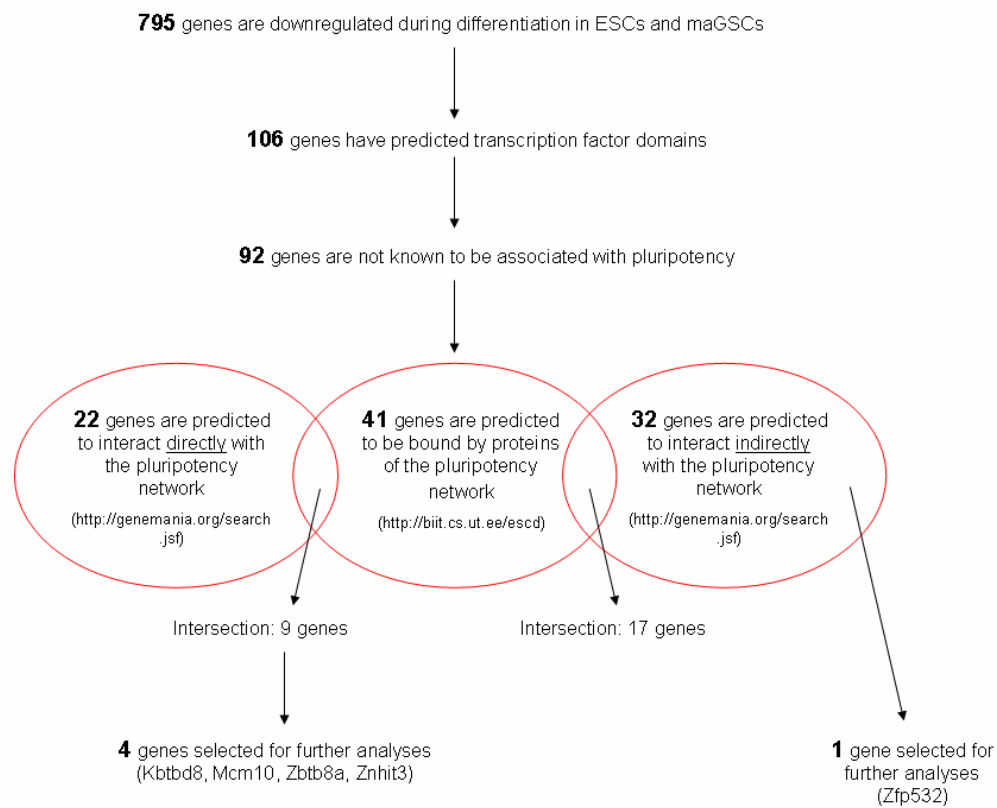 795 genes are downregulated during differentiation in ESCs and maGSCs
106 genes have predicted transcription factor domains
92 genes are not known to be associated with pluripotency
22 genes are predicted
to interact directly with
the pluripotency
network
(http://genemania.org/search
.jsf)
41 genes are predicted
to be bound by proteins
of the pluripotency
network
(http://biit.cs.ut.ee/escd)
32 genes are predicted
to interact indirectly
with the pluripotency
network
(http://genemania.org/search
.jsf)
Intersection: 9 genes
Intersection: 17 genes
4 genes selected for further analyses
(Kbtbd8, Mcm10, Zbtb8a, Znhit3)
1 gene selected for
further analyses
(Zfp532)